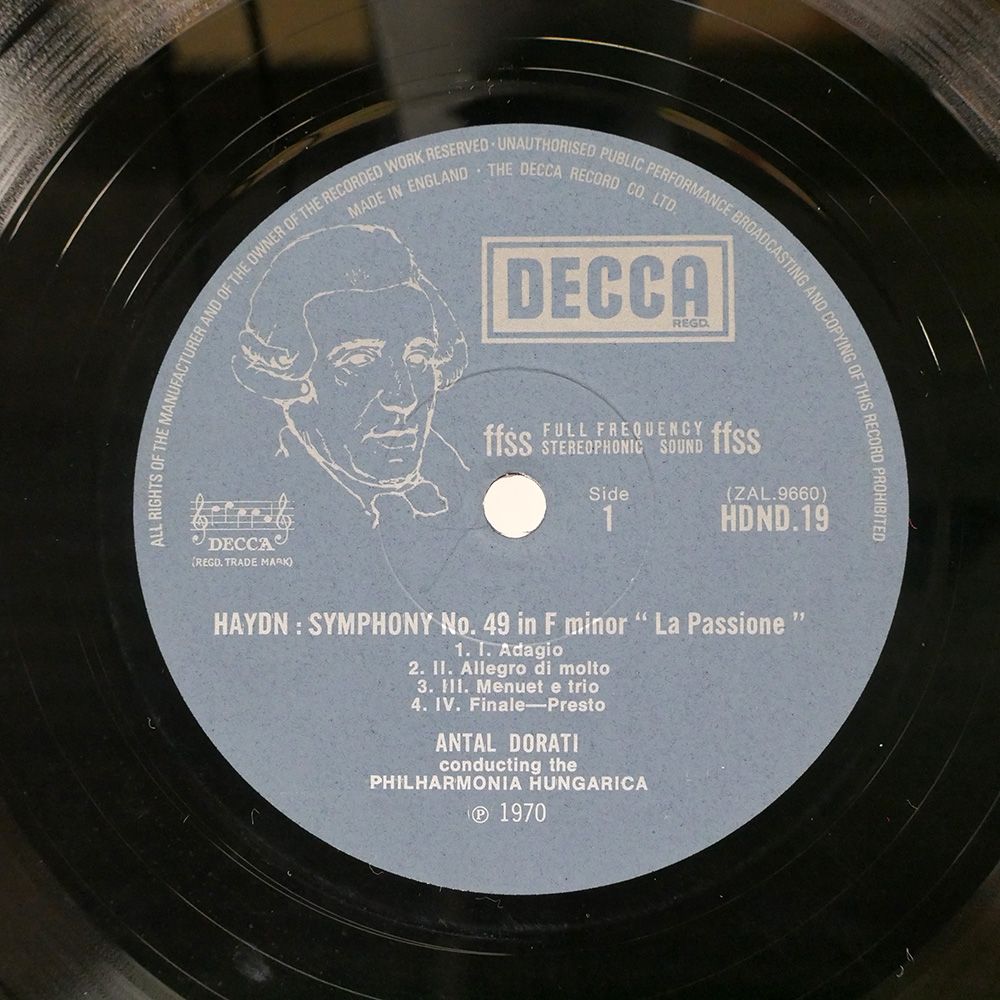 ALL RIGHTS OF THE MANUFACTURER AND OF THE OWNER OF THE RECORDED WORK RESERVED · UNAUTHORISED PUBLIC PERFORMANCE BROADCASTING AND COPYING OF THIS RECORD PROHIBITED
MADE IN ENGLAND · THE DECCA RECORD CO. LTD.
DECCA
REGD.
ffss FULL FREQUENCY STEREOPHONIC SOUND ffss
Side
1
(ZAL.9660)
HDND.19
DECCA
(REGD. TRADE MARK)
HAYDN : SYMPHONY No. 49 in F minor “ La Passione ”
1. I. Adagio
2. II. Allegro di molto
3. III. Menuet e trio
4. IV. Finale—Presto
ANTAL DORATI
conducting the
PHILHARMONIA HUNGARICA
Ⓟ 1970